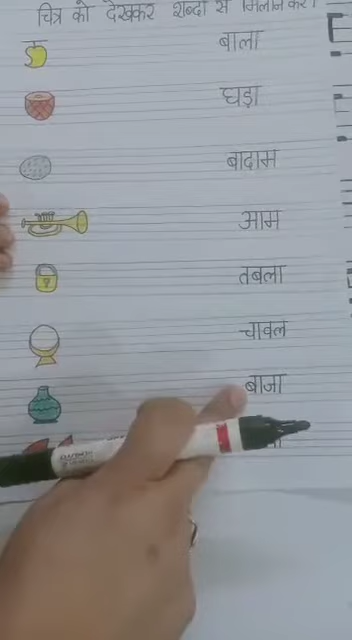 चित्र को देखकर शब्दो से मिलान करो
बाला
घड़ा
बादाम
आम
तबला
चावल
बाजा